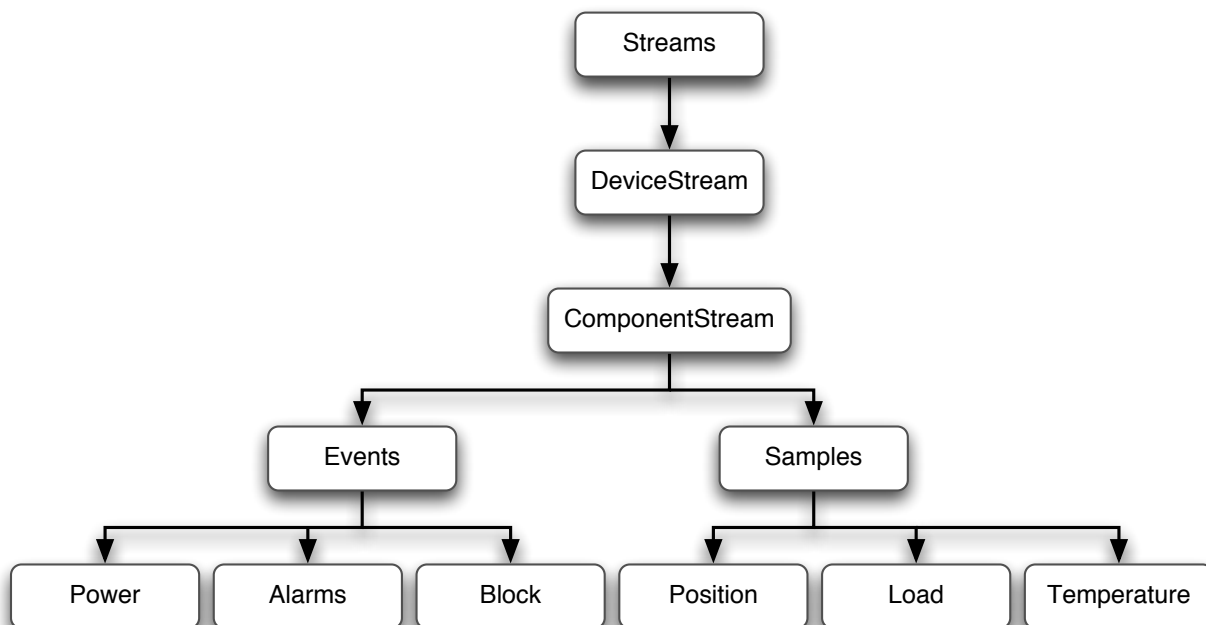 Streams
DeviceStream
ComponentStream
Events
Samples
Power
Alarms
Block
Position
Load
Temperature